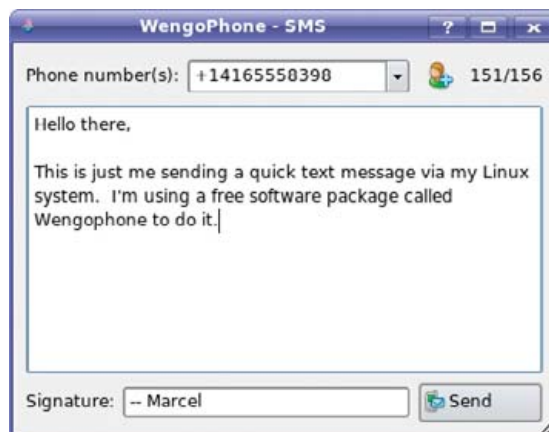 WengoPhone - SMS
Phone number(s): +14165558398 151/156
Hello there,
This is just me sending a quick text message via my Linux
system.  I'm using a free software package called
Wengophone to do it.
Signature: -- Marcel Send